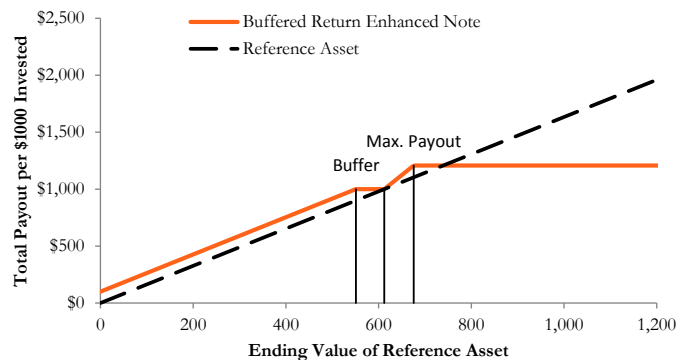 Buffered Return Enhanced Note
Reference Asset
Total Payout per $1000 Invested
$2,500
$2,000
$1,500
$1,000
$500
$0
Max. Payout
Buffer
0
200
400
600
800
1,000
1,200
Ending Value of Reference Asset